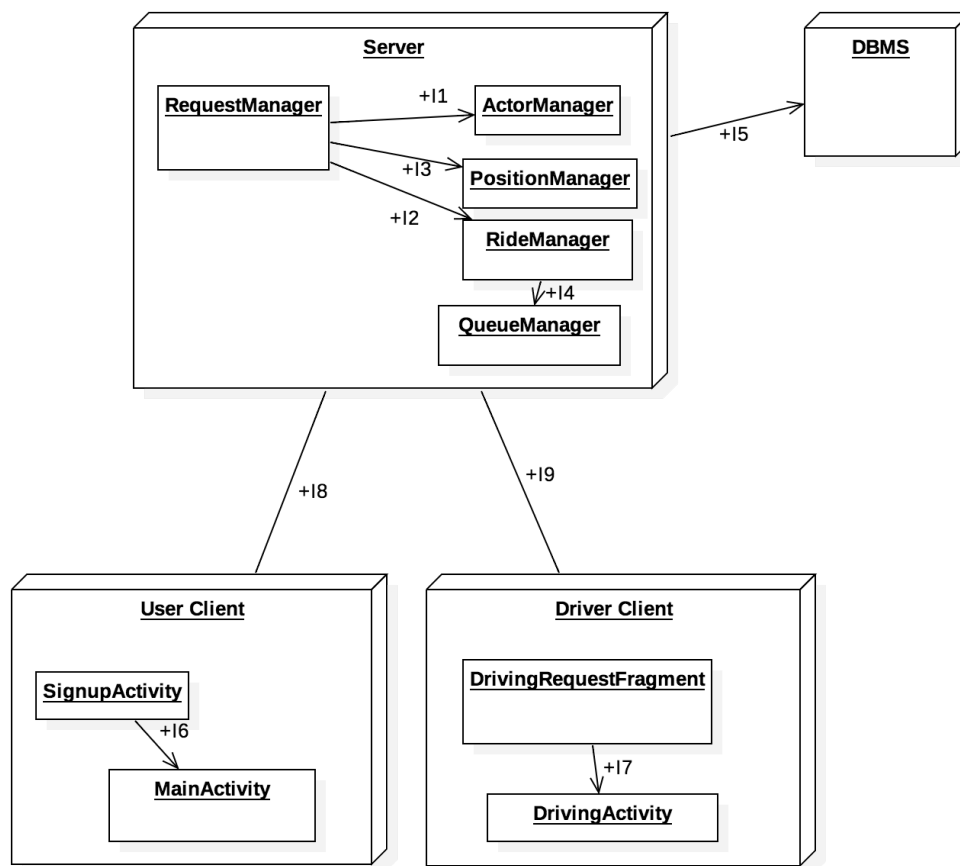 Server
DBMS
RequestManager
+I1
ActorManager
+I5
+I3
PositionManager
+I2
RideManager
+I4
QueueManager
+I8
+I9
User Client
Driver Client
SignupActivity
DrivingRequestFragment
+I6
+I7
MainActivity
DrivingActivity